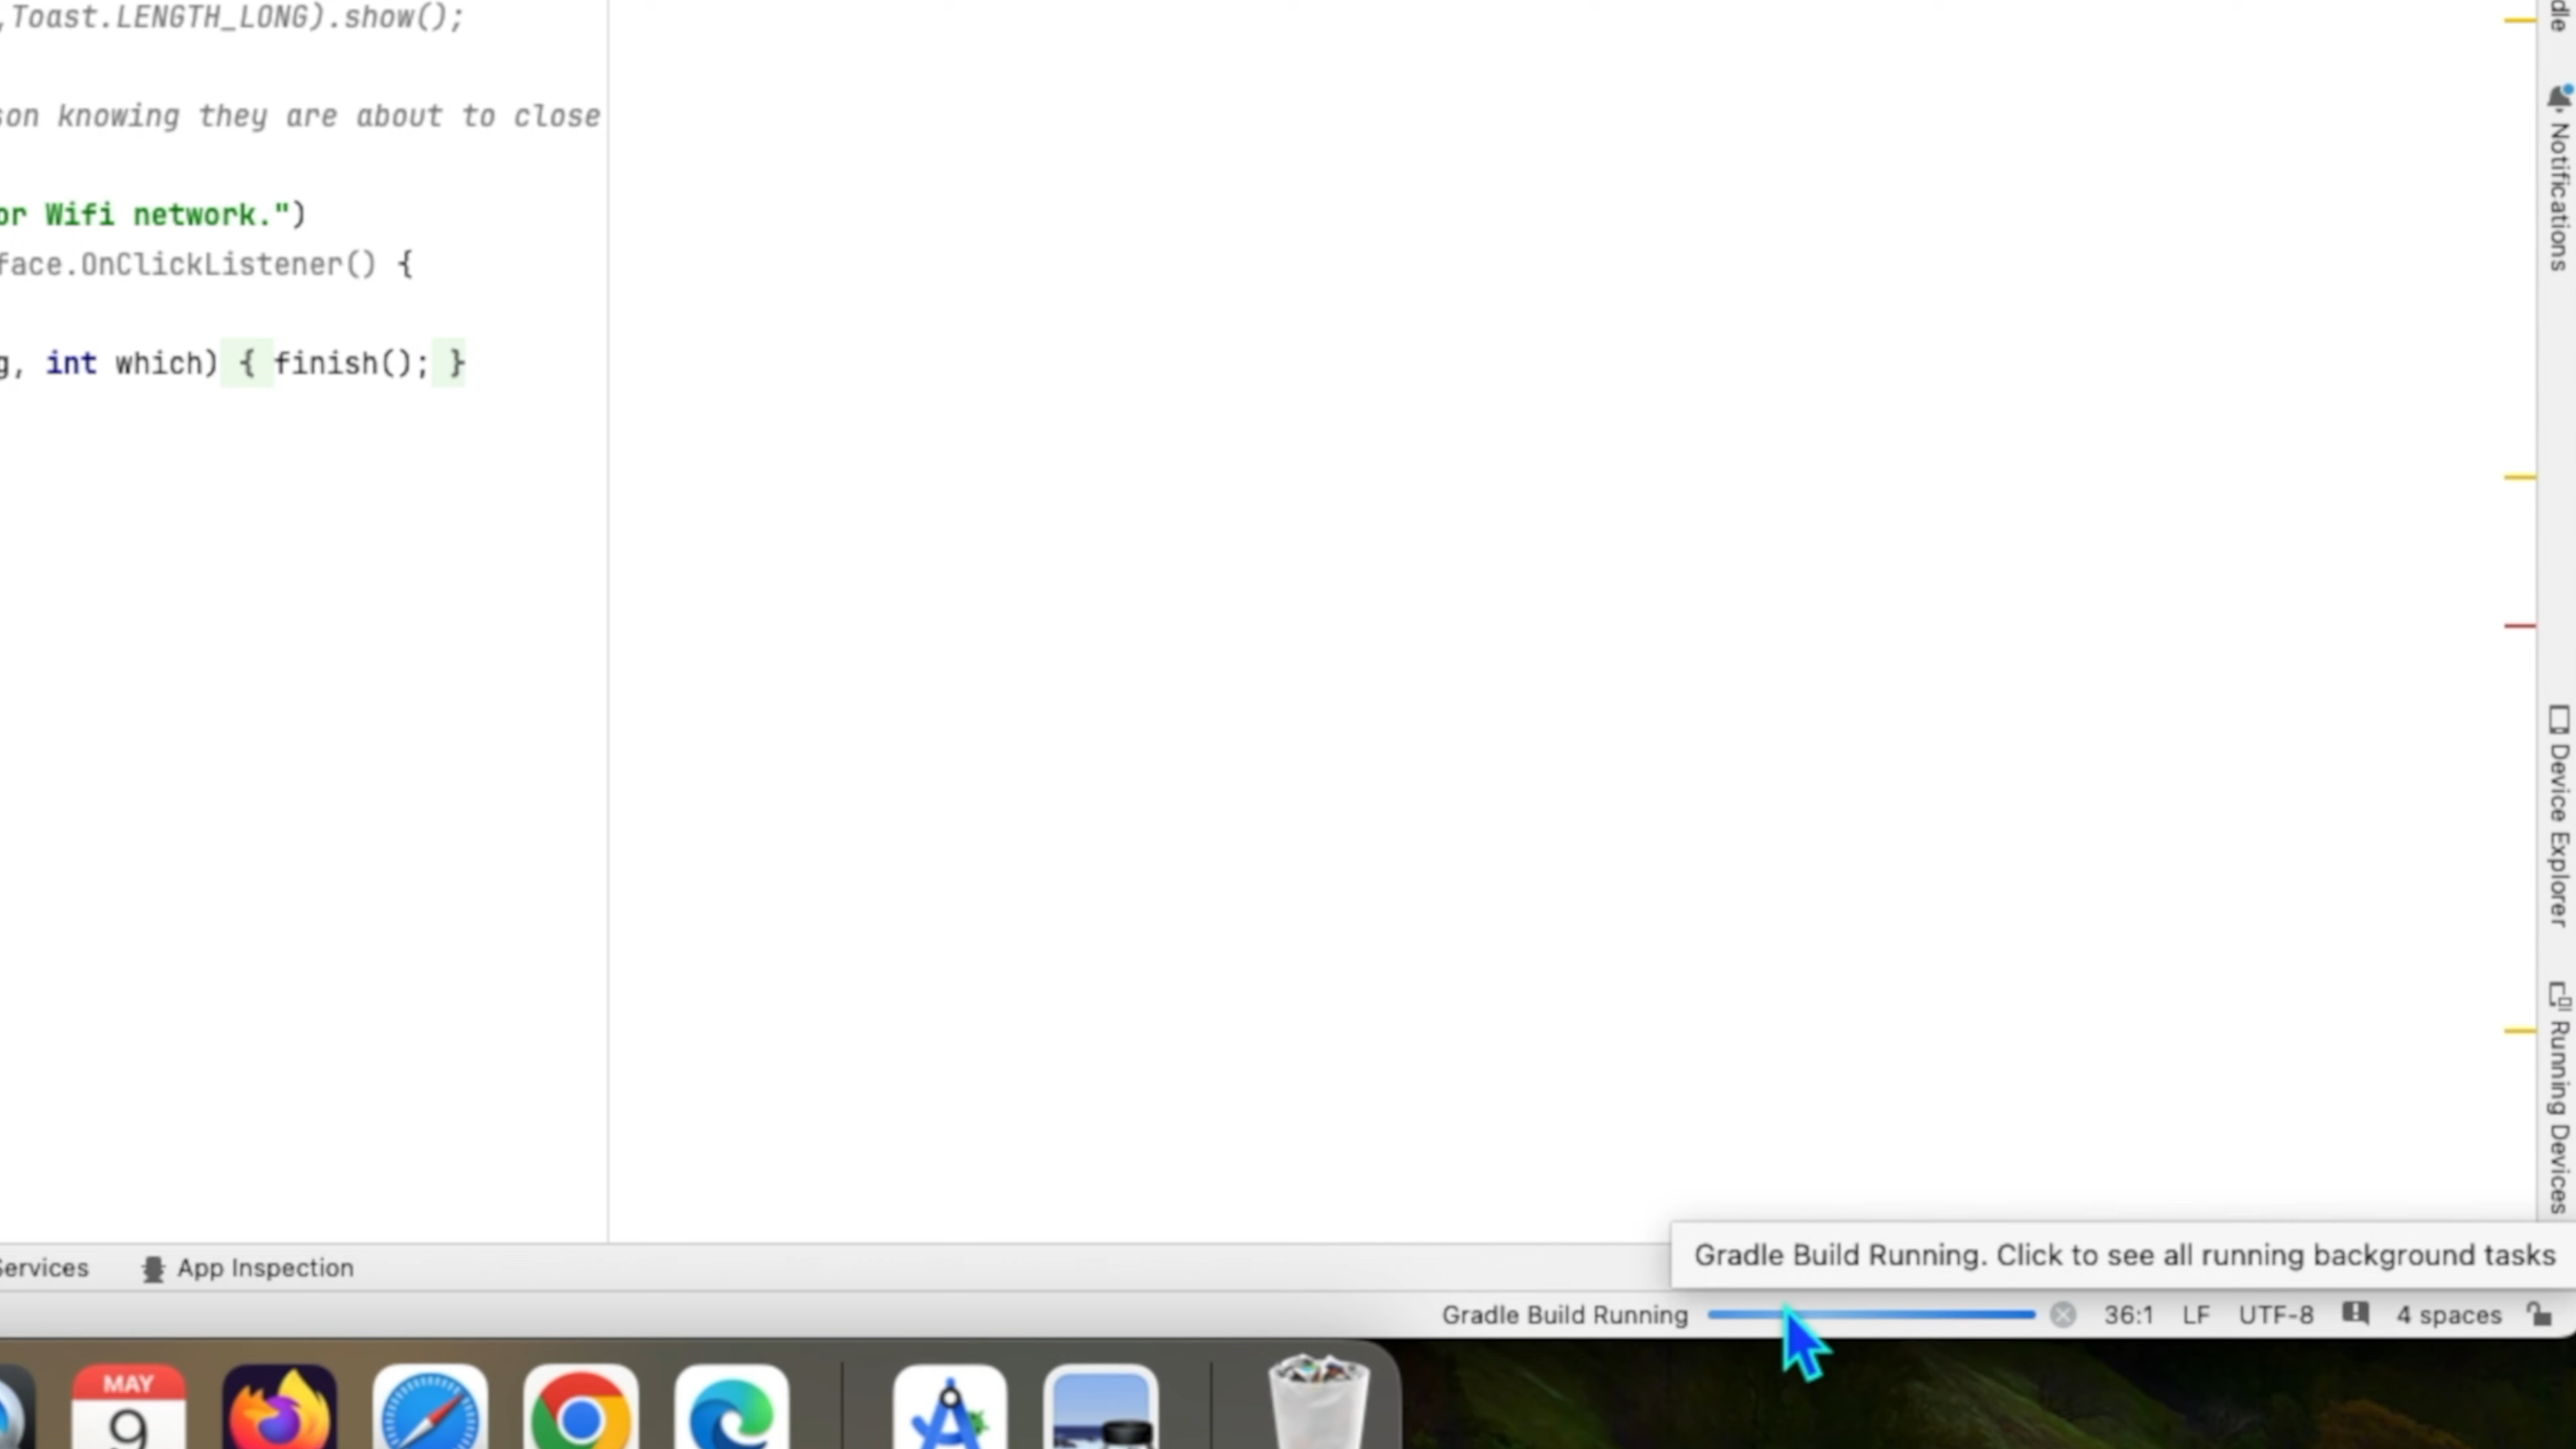 ,Toast.LENGTH_LONG).show();
son knowing they are about to close
or Wifi network.")
face.OnClickListener() {
g, int which) { finish(); }
dle
Notifications
Device Explorer
Running Devices
Services
App Inspection
Gradle Build Running. Click to see all running background tasks
Gradle Build Running
36:1
LF
UTF-8
4 spaces
MAY
9